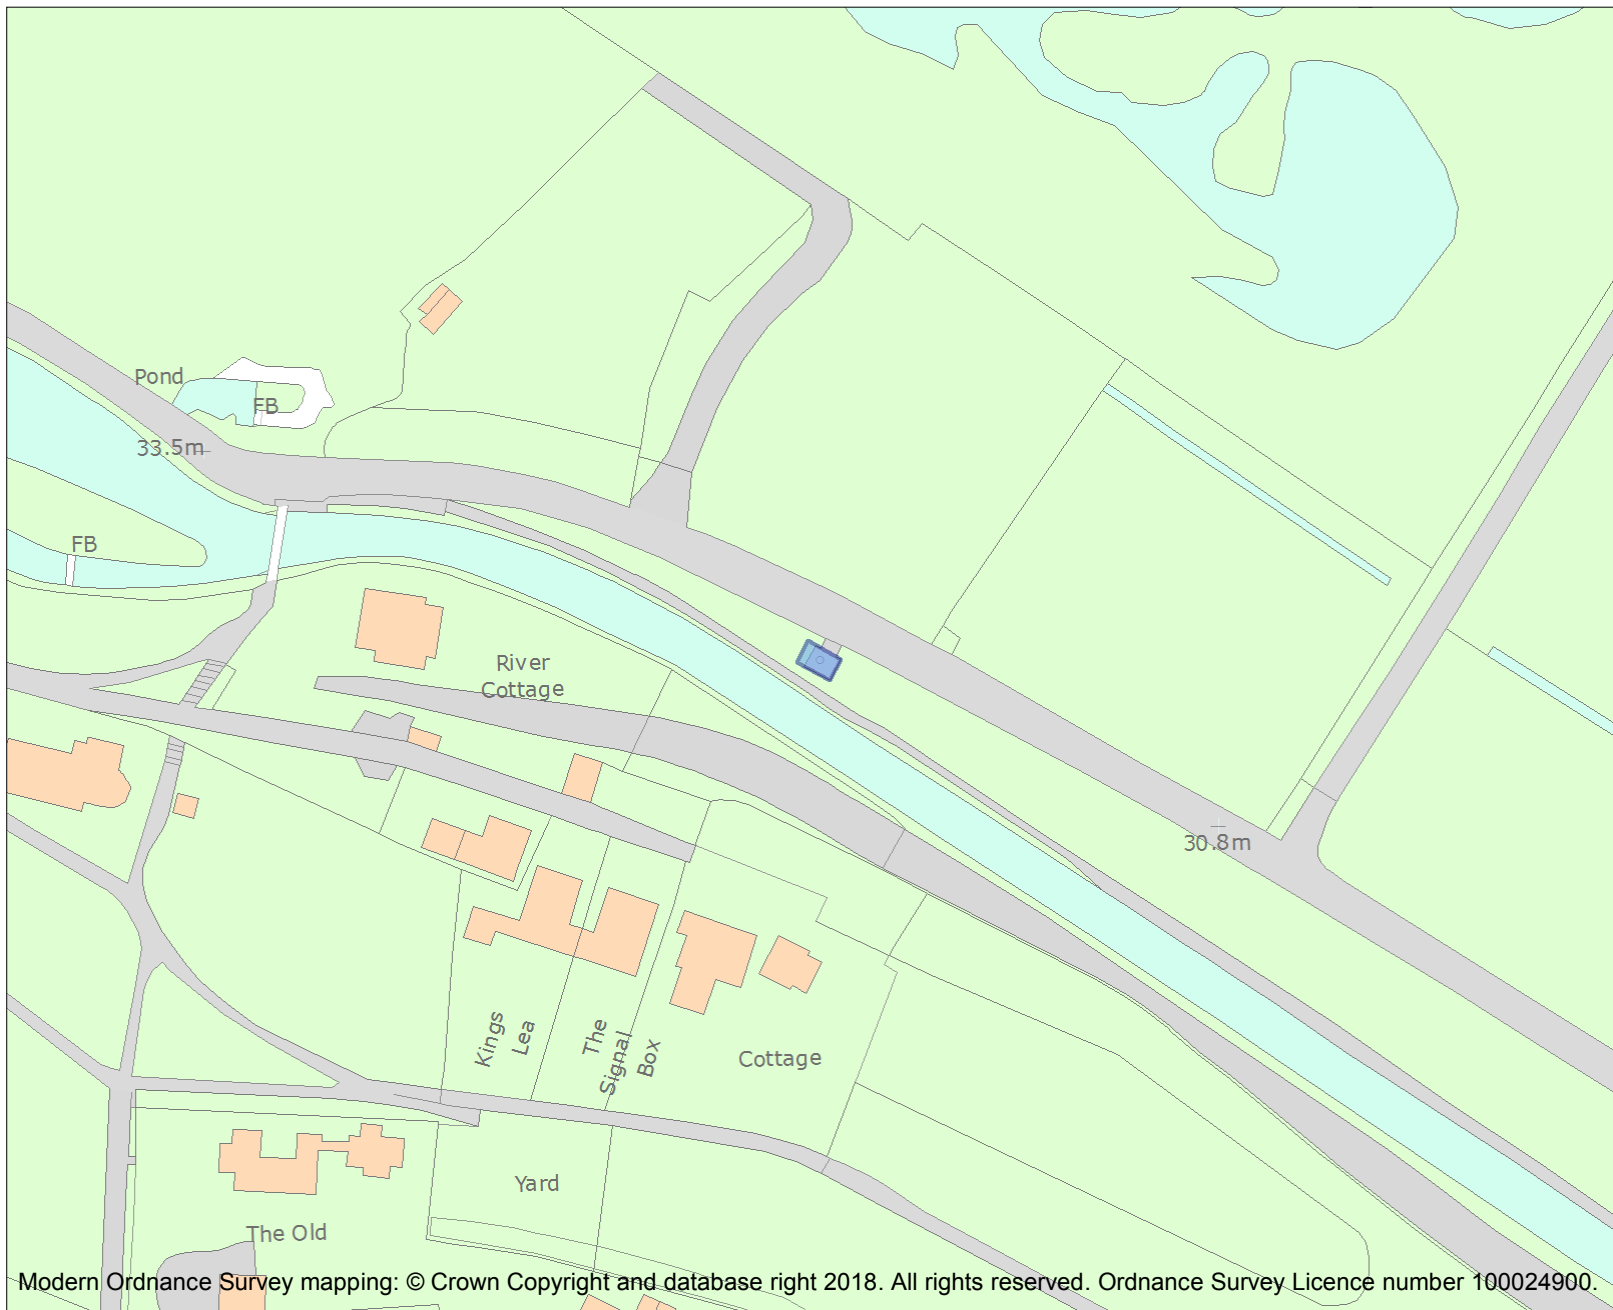 Pond
FB
33.5m
FB
River
Cottage
30.8m
Kings
Lea
The
Signal
Box
Cottage
Yard
The Old
Modern Ordnance Survey mapping: © Crown Copyright and database right 2018. All rights reserved. Ordnance Survey Licence number 100024900.